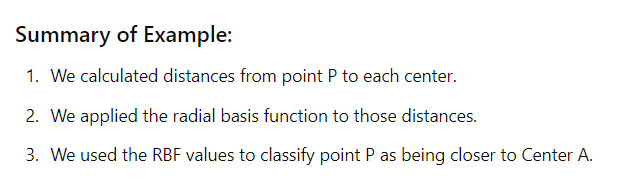 Summary of Example:
1. We calculated distances from point P to each center.
2. We applied the radial basis function to those distances.
3. We used the RBF values to classify point P as being closer to Center A.